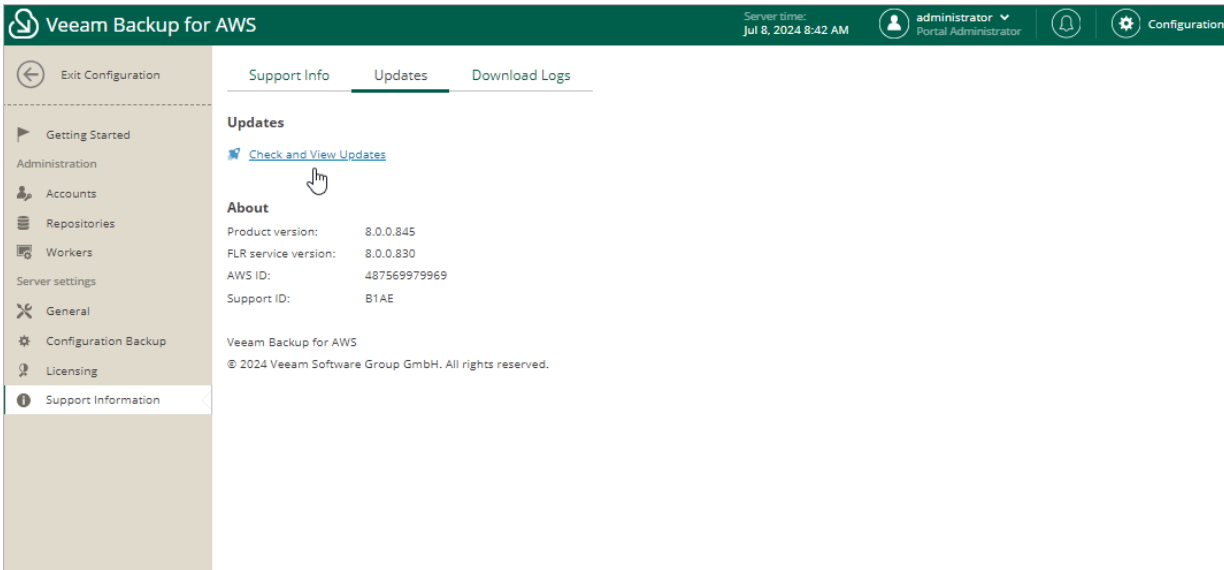 Veeam Backup for AWS
Server time:
Jul 8, 2024 8:42 AM
administrator
Portal Administrator
Configuration
Exit Configuration
Getting Started
Administration
Accounts
Repositories
Workers
Server settings
General
Configuration Backup
Licensing
Support Information
Support Info Updates Download Logs
Updates
Check and View Updates
About
Product version: 8.0.0.845
FLR service version: 8.0.0.830
AWS ID: 487569979969
Support ID: B1AE
Veeam Backup for AWS
© 2024 Veeam Software Group GmbH. All rights reserved.